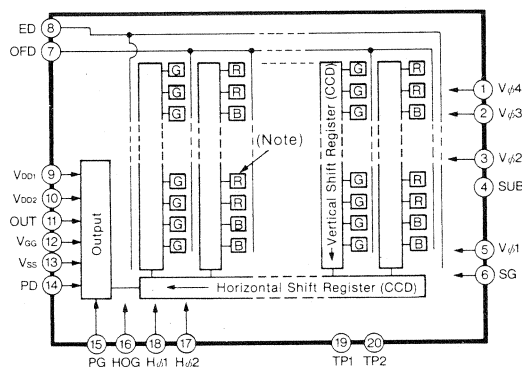 ED 8
OFD 7
G R G R
G R G R
G B G B
1 Vφ4
2 Vφ3
3 Vφ2
4 SUB
5 Vφ1
6 SG
(Note)
Vertical Shift Register (CCD)
VDD1 9
VDD2 10
OUT 11
VGG 12
VSS 13
PD 14
Output
G R G R
G R G R
G B G B
G B G B
Horizontal Shift Register (CCD)
15 16 18 17 19 20
PG HOG Hφ1 Hφ2 TP1 TP2